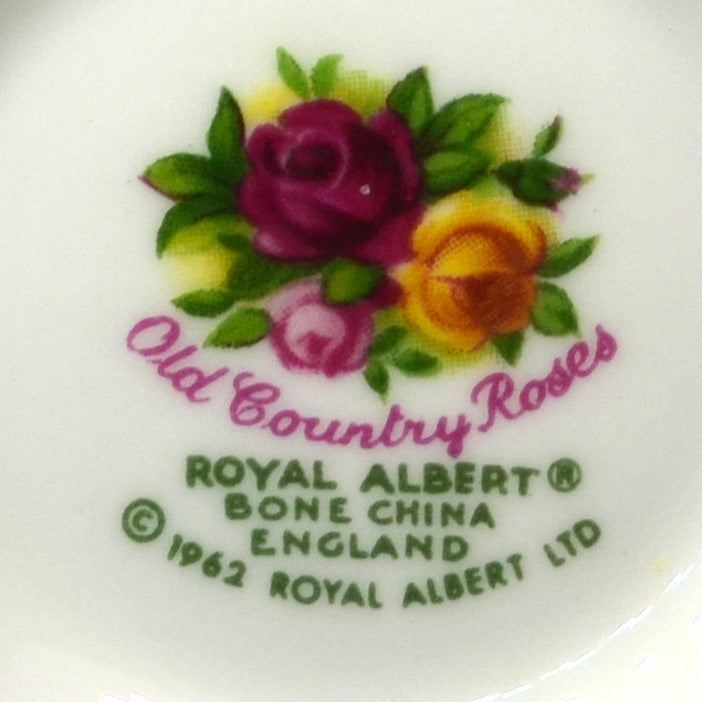 Old Country Roses
ROYAL ALBERT®
BONE CHINA
ENGLAND
© 1962 ROYAL ALBERT LTD